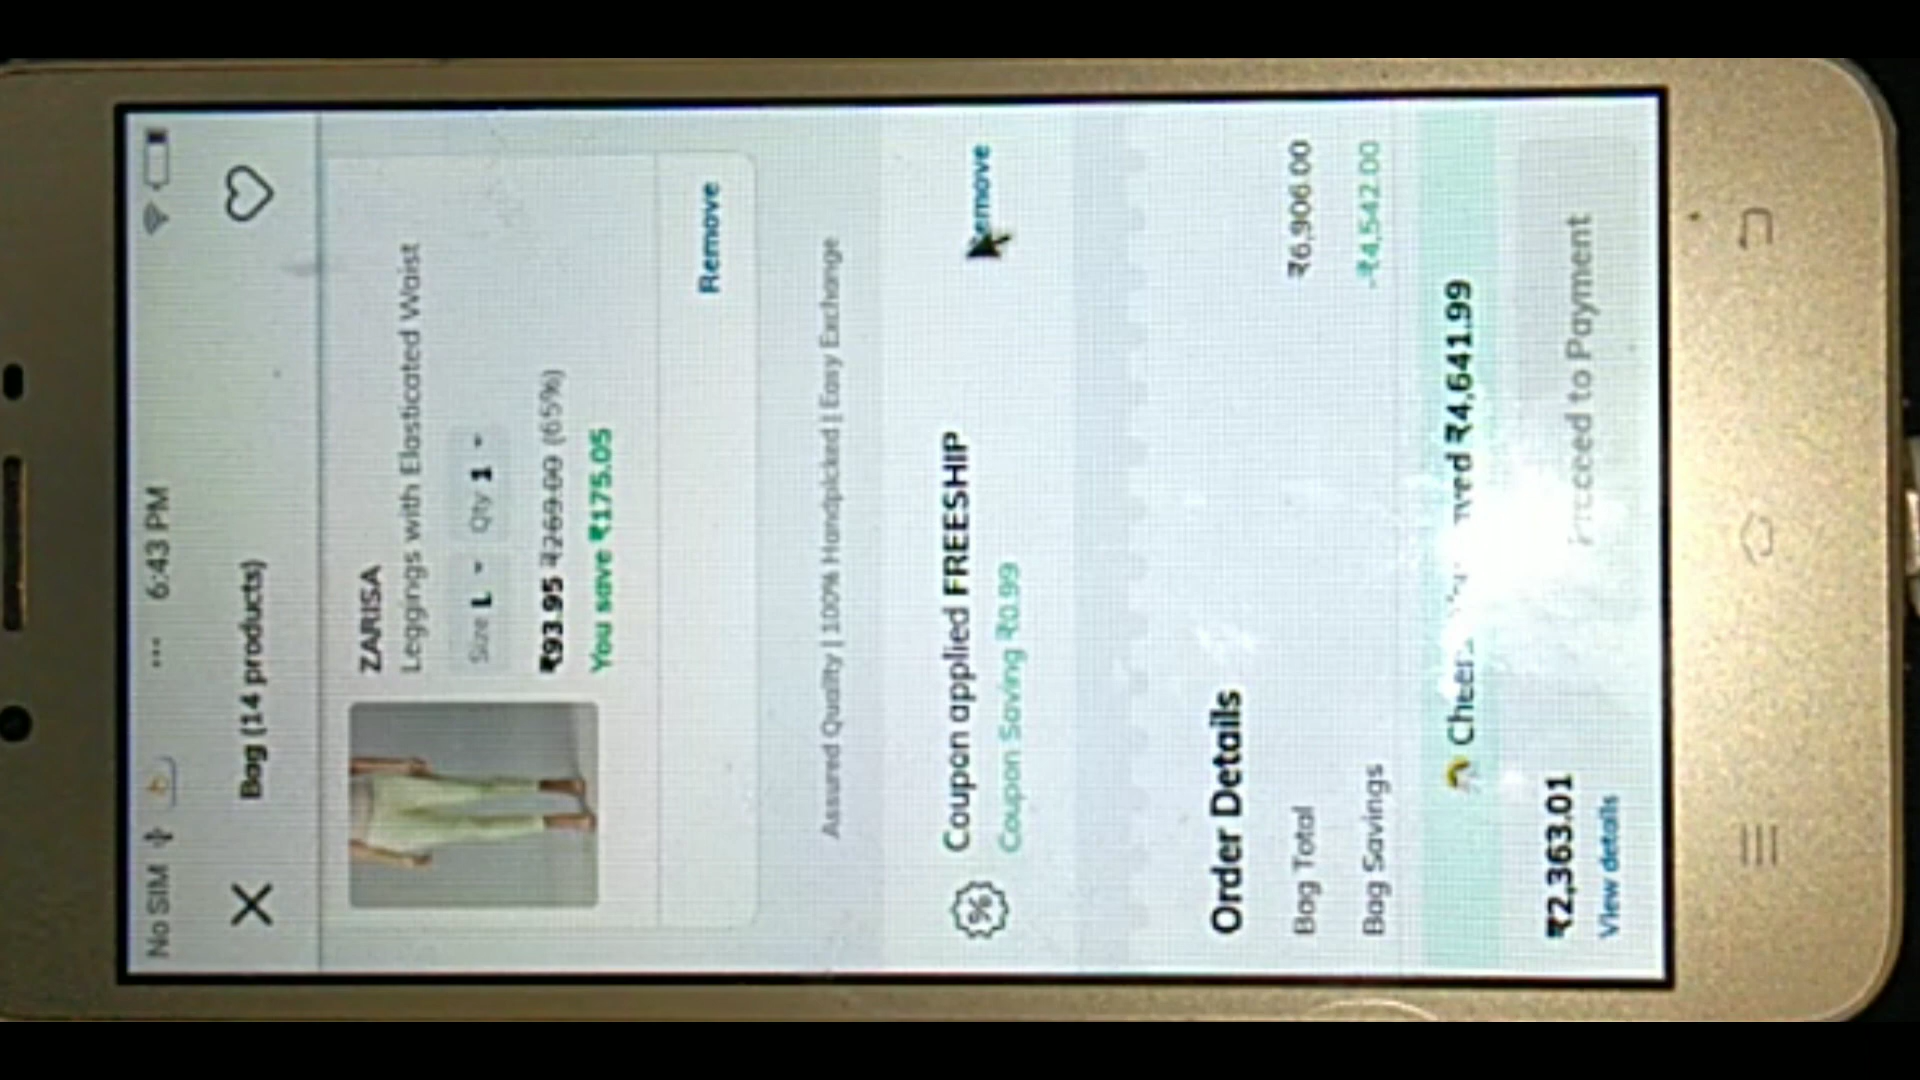 No SIM ... 6:43 PM
Bag (14 products)
ZARISA
Leggings with Elasticated Waist
Size L Qty 1
₹93.95 ₹269.00 (65%)
You save ₹175.05
Remove
Assured Quality | 100% Handpicked | Easy Exchange
Coupon applied FREESHIP
Remove
Coupon Saving ₹0.99
Order Details
Bag Total ₹6,906.00
Bag Savings -₹4,542.00
₹4,641.99
₹2,363.01
Proceed to Payment
View details